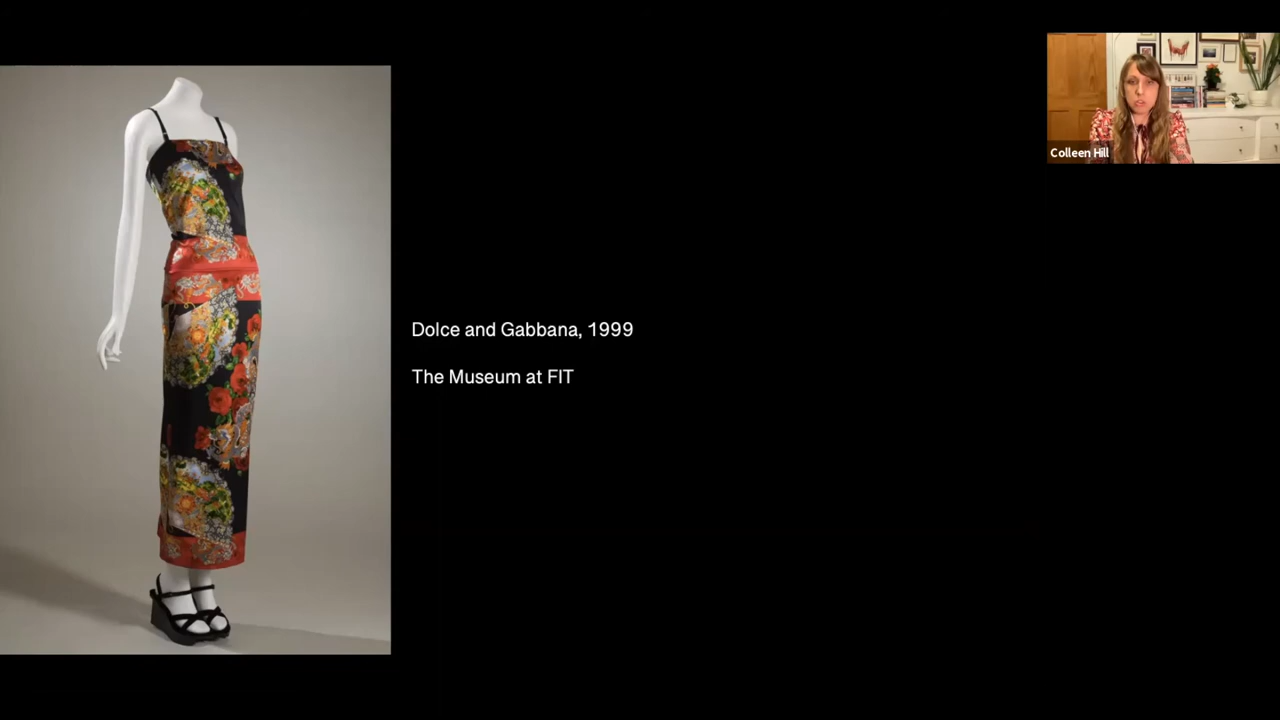 Colleen Hill
Dolce and Gabbana, 1999
The Museum at FIT